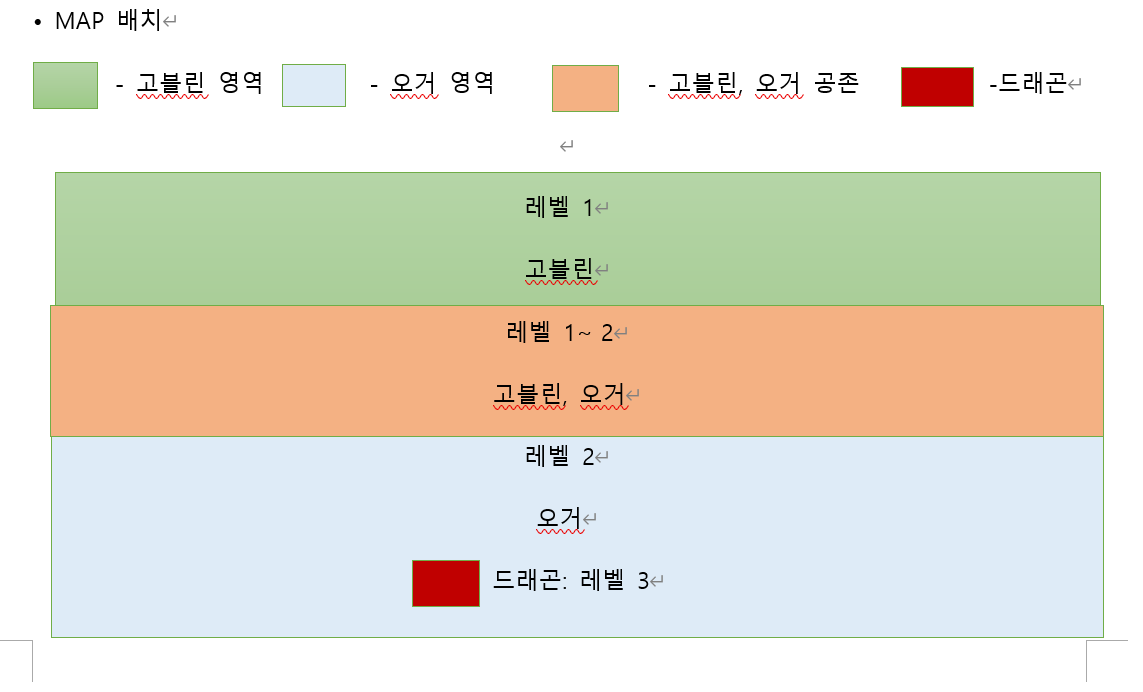 • MAP 배치
- 고블린 영역 - 오거 영역 - 고블린, 오거 공존 -드래곤
레벨 1
고블린
레벨 1~ 2
고블린, 오거
레벨 2
오거
드래곤: 레벨 3